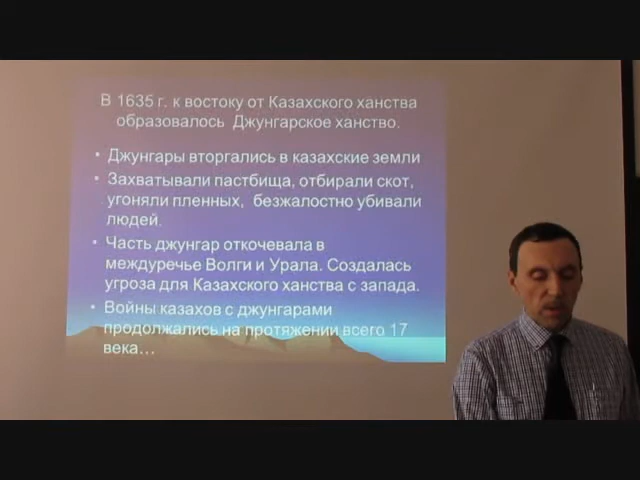 В 1635 г. к востоку от Казахского ханства
образовалось Джунгарское ханство.
• Джунгары вторгались в казахские земли
• Захватывали пастбища, отбирали скот,
угоняли пленных, безжалостно убивали
людей.
• Часть джунгар откочевала в
междуречье Волги и Урала. Создалась
угроза для Казахского ханства с запада.
• Войны казахов с джунгарами
продолжались на протяжении всего 17
века…